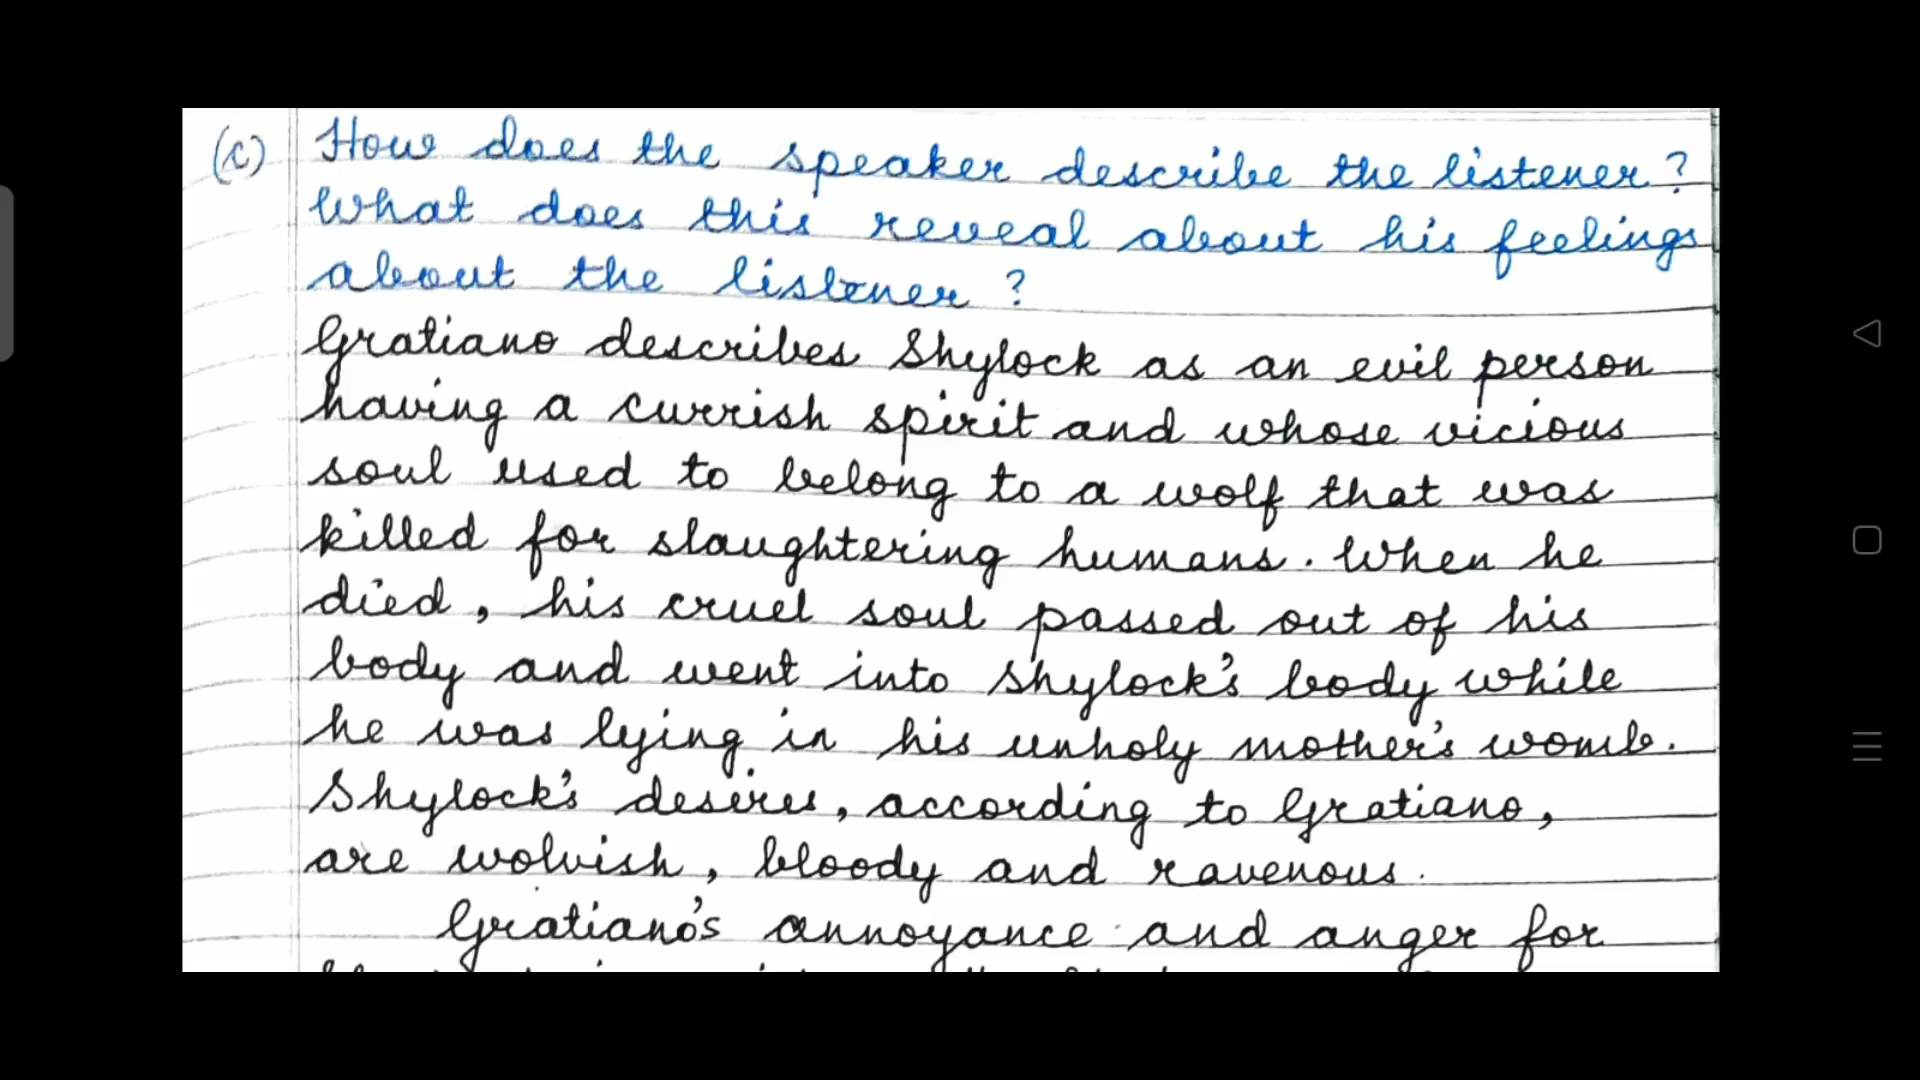 (c) How does the speaker describe the listener?
What does this reveal about his feelings
about the listener?
Gratiano describes Shylock as an evil person
having a currish spirit and whose vicious
soul used to belong to a wolf that was
killed for slaughtering humans. When he
died, his cruel soul passed out of his
body and went into Shylock's body while
he was lying in his unholy mother's womb.
Shylock's desires, according to Gratiano,
are wolvish, bloody and ravenous.
Gratiano's annoyance and anger for